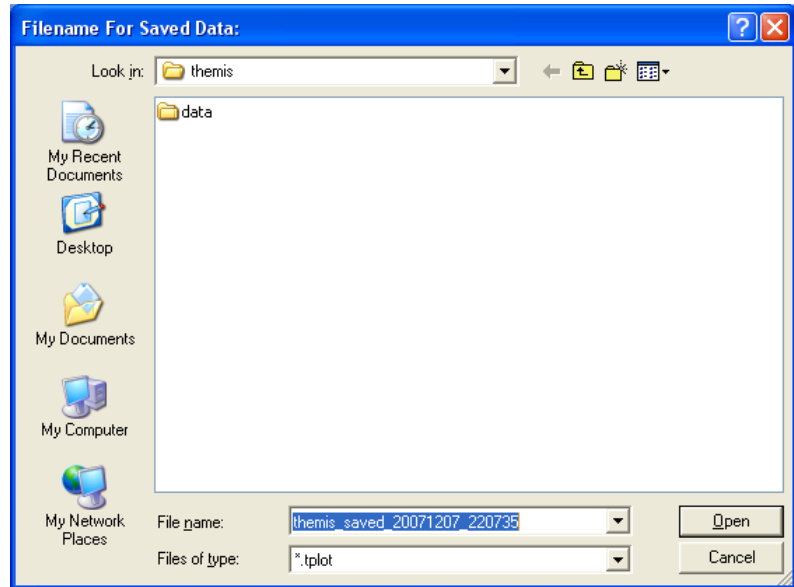 Filename For Saved Data:
Look in:
themis
data
My Recent
Documents
Desktop
My Documents
My Computer
My Network
Places
File name:
themis_saved_20071207_220735
Open
Files of type:
*.tplot
Cancel